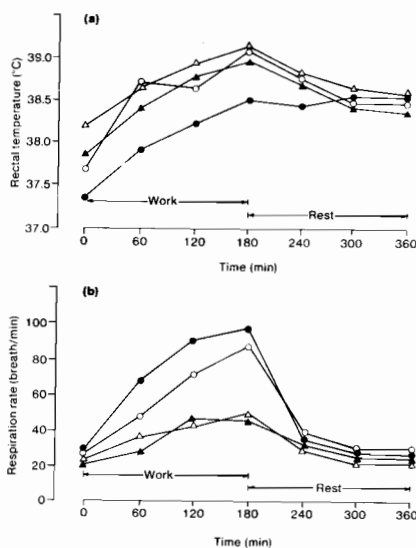 (a)
39.0
38.5
38.0
37.5
37.0
Rectal temperature (°C)
Work
Rest
0 60 120 180 240 300 360
Time (min)
(b)
100
80
60
40
20
0
Respiration rate (breath/min)
Work
Rest
0 60 120 180 240 300 360
Time (min)